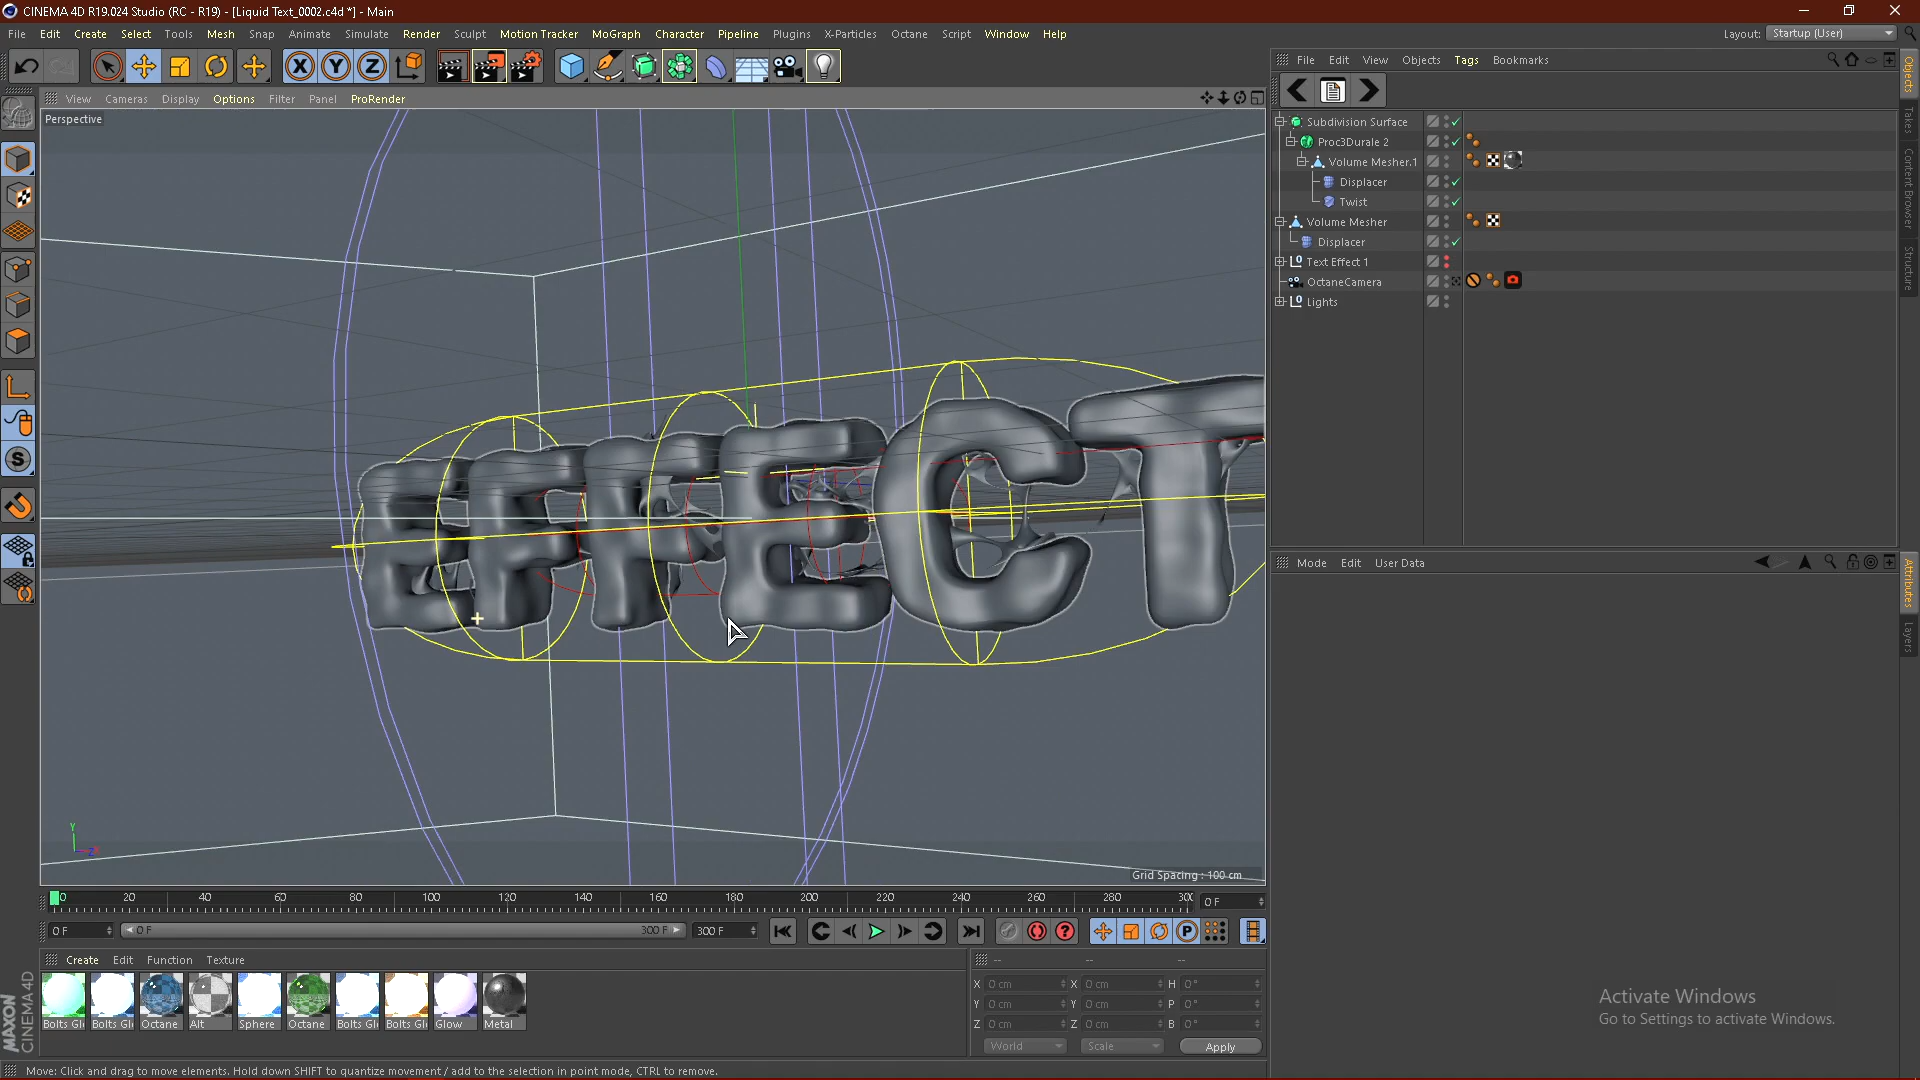 CINEMA 4D R19.024 Studio (RC - R19) - [Liquid Text_0002.c4d *] - Main
File Edit Create Select Tools Mesh Snap Animate Simulate Render Sculpt Motion Tracker MoGraph Character Pipeline Plugins X-Particles Octane Script Window Help
Layout: Startup (User)
File Edit View Objects Tags Bookmarks
View Cameras Display Options Filter Panel ProRender
Perspective
Subdivision Surface
Proc3Durale 2
Volume Mesher.1
Displacer
Twist
Volume Mesher
Displacer
Text Effect 1
OctaneCamera
Lights
Objects
Takes
Content Browser
Structure
EFFECT
Mode Edit User Data
Attributes
Layers
Y
Z
Grid Spacing : 100 cm
0 20 40 60 80 100 120 140 160 180 200 220 240 260 280 300
0 F
0 F 0 F 300 F 300 F
Create Edit Function Texture
Bolts Gl Bolts Gl Octane Alt Sphere Octane Bolts Gl Bolts Gl Glow Metal
-- -- --
X 0 cm X 0 cm H 0°
Y 0 cm Y 0 cm P 0°
Z 0 cm Z 0 cm B 0°
World Scale Apply
MAXON
CINEMA 4D
Activate Windows
Go to Settings to activate Windows.
Move: Click and drag to move elements. Hold down SHIFT to quantize movement / add to the selection in point mode, CTRL to remove.